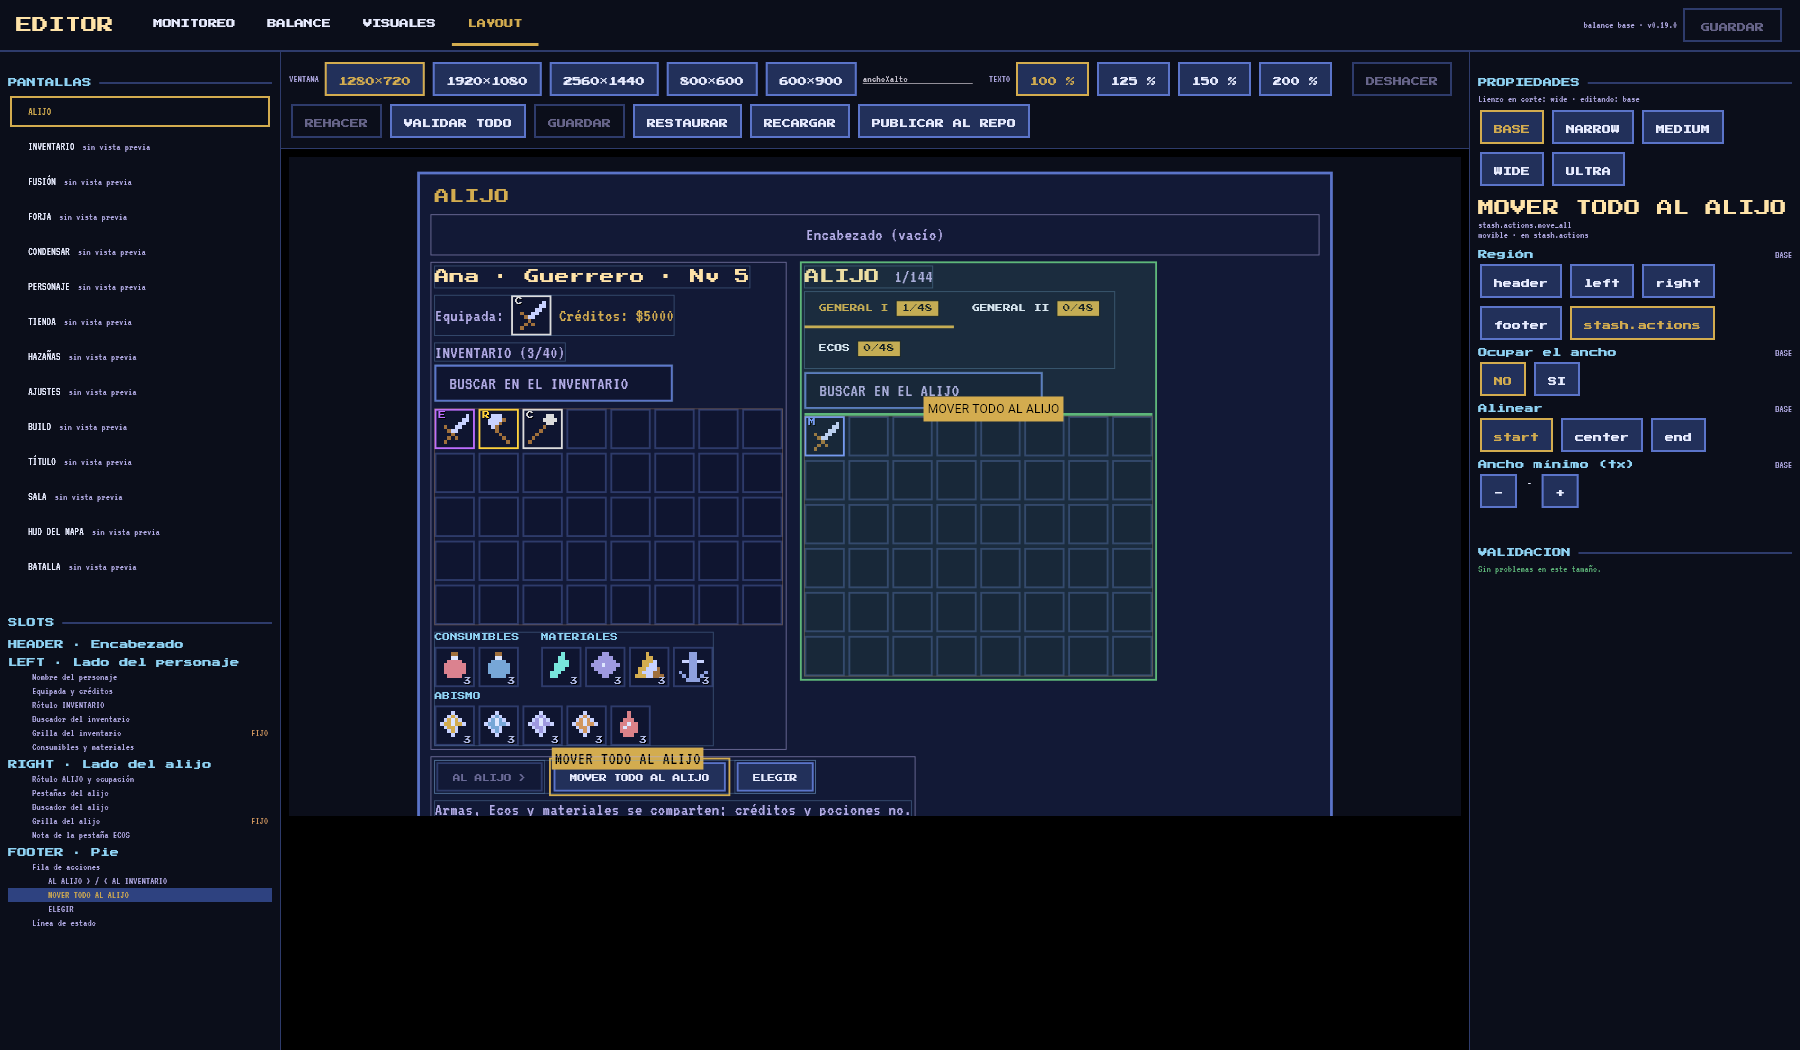 EDITOR
MONITOREO BALANCE VISUALES LAYOUT
balance base · v0.19.0 GUARDAR
PANTALLAS
ALIJO
INVENTARIO sin vista previa
FUSIÓN sin vista previa
FORJA sin vista previa
CONDENSAR sin vista previa
PERSONAJE sin vista previa
TIENDA sin vista previa
HAZAÑAS sin vista previa
AJUSTES sin vista previa
BUILD sin vista previa
TÍTULO sin vista previa
SALA sin vista previa
HUD DEL MAPA sin vista previa
BATALLA sin vista previa
SLOTS
HEADER · Encabezado
LEFT · Lado del personaje
Nombre del personaje
Equipada y créditos
Rótulo INVENTARIO
Buscador del inventario
Grilla del inventario FIJO
Consumibles y materiales
RIGHT · Lado del alijo
Rótulo ALIJO y ocupación
Pestañas del alijo
Buscador del alijo
Grilla del alijo FIJO
Nota de la pestaña ECOS
FOOTER · Pie
Fila de acciones
AL ALIJO > / < AL INVENTARIO
MOVER TODO AL ALIJO
ELEGIR
Línea de estado
VENTANA 1280×720 1920×1080 2560×1440 800×600 600×900 anchoXalto TEXTO 100 % 125 % 150 % 200 % DESHACER
REHACER VALIDAR TODO GUARDAR RESTAURAR RECARGAR PUBLICAR AL REPO
ALIJO
Encabezado (vacío)
Ana · Guerrero · Nv 5
Equipada: C Créditos: $5000
INVENTARIO (3/40)
BUSCAR EN EL INVENTARIO
E R C
CONSUMIBLES MATERIALES
3 3 3 3 3 3
ABISMO
3 3 3 3 3
ALIJO 1/144
GENERAL I 1/48 GENERAL II 0/48
ECOS 0/48
BUSCAR EN EL ALIJO
MOVER TODO AL ALIJO
M
MOVER TODO AL ALIJO
AL ALIJO > MOVER TODO AL ALIJO ELEGIR
Armas, Ecos y materiales se comparten; créditos y pociones no.
PROPIEDADES
Lienzo en corte: wide · editando: base
BASE NARROW MEDIUM
WIDE ULTRA
MOVER TODO AL ALIJO
stash.actions.move_all
movible · en stash.actions
Región BASE
header left right
footer stash.actions
Ocupar el ancho BASE
NO SI
Alinear BASE
start center end
Ancho mínimo (tx) BASE
- - +
VALIDACION
Sin problemas en este tamaño.